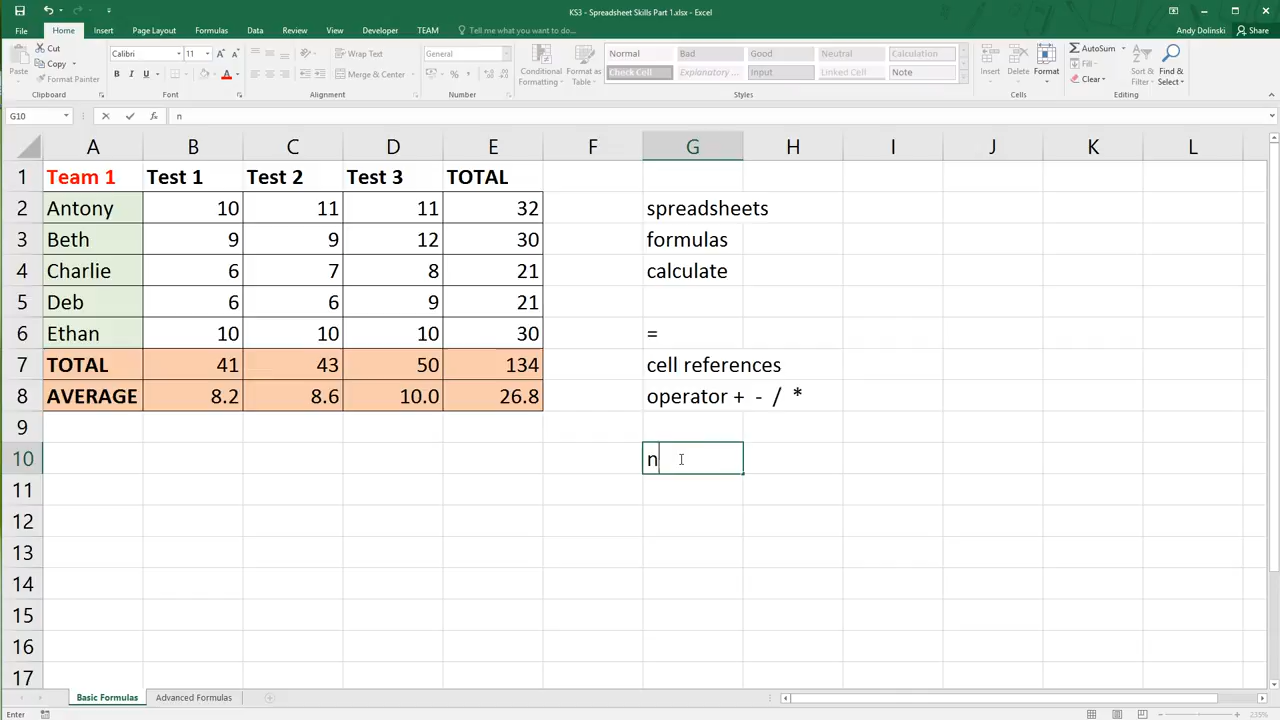 KS3 - Spreadsheet Skills Part 1.xlsx - Excel
File Home Insert Page Layout Formulas Data Review View Developer TEAM Tell me what you want to do... Andy Dolinski Share
Paste Cut Copy Format Painter Clipboard
Calibri 11 A A B I U A Font
Wrap Text Merge & Center Alignment
General % Number
Conditional Formatting Format as Table
Normal Bad Good Neutral Calculation
Check Cell Explanatory ... Input Linked Cell Note
Styles
Insert Delete Format Cells
AutoSum Fill Clear Sort & Filter Find & Select Editing
G10 fx n
A B C D E F G H I J K L
1 Team 1 Test 1 Test 2 Test 3 TOTAL
2 Antony 10 11 11 32 spreadsheets
3 Beth 9 9 12 30 formulas
4 Charlie 6 7 8 21 calculate
5 Deb 6 6 9 21
6 Ethan 10 10 10 30 =
7 TOTAL 41 43 50 134 cell references
8 AVERAGE 8.2 8.6 10.0 26.8 operator + - / *
9
10 n
11
12
13
14
15
16
17
Basic Formulas Advanced Formulas
Enter 235%